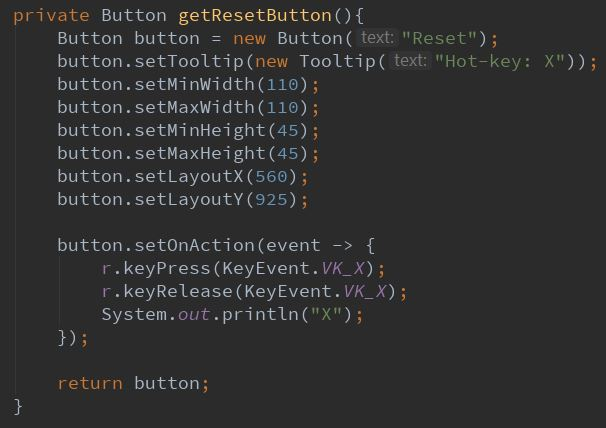 private Button getResetButton(){
    Button button = new Button( text: "Reset");
    button.setTooltip(new Tooltip( text: "Hot-key: X"));
    button.setMinWidth(110);
    button.setMaxWidth(110);
    button.setMinHeight(45);
    button.setMaxHeight(45);
    button.setLayoutX(560);
    button.setLayoutY(925);

    button.setOnAction(event -> {
        r.keyPress(KeyEvent.VK_X);
        r.keyRelease(KeyEvent.VK_X);
        System.out.println("X");
    });

    return button;
}